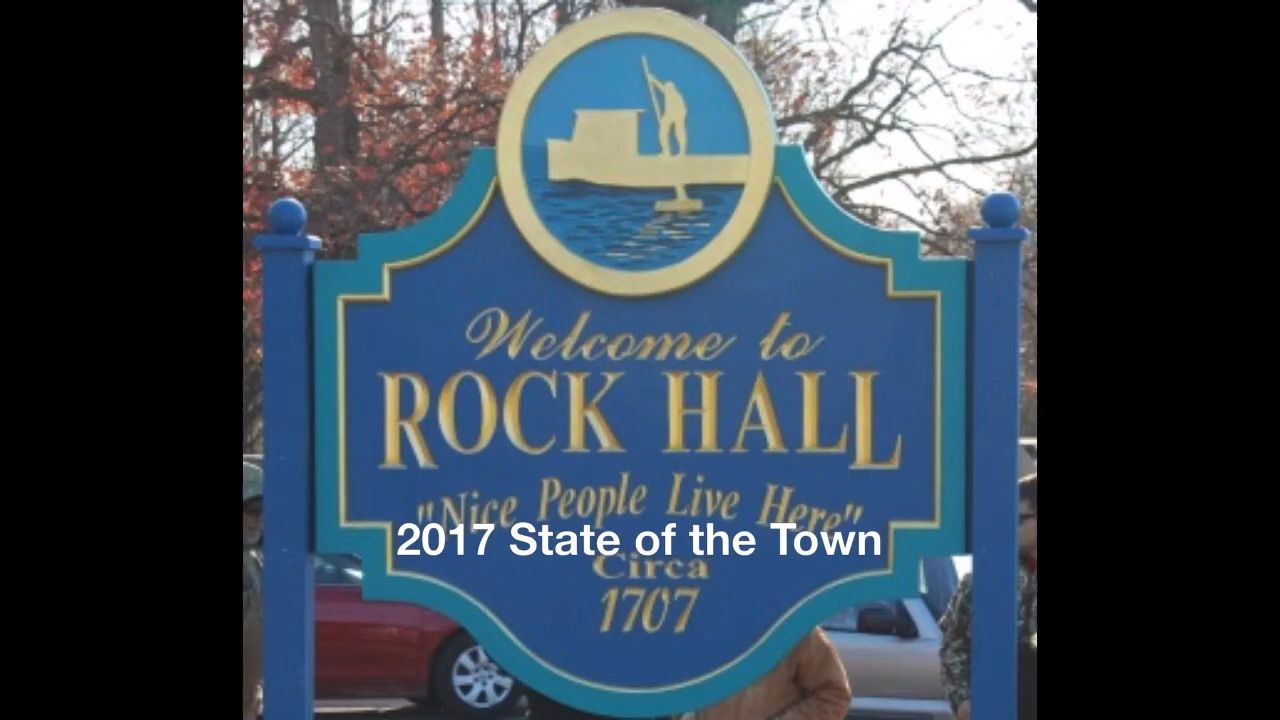 Welcome to
ROCK HALL
"Nice People Live Here"
2017 State of the Town
Circa
1707